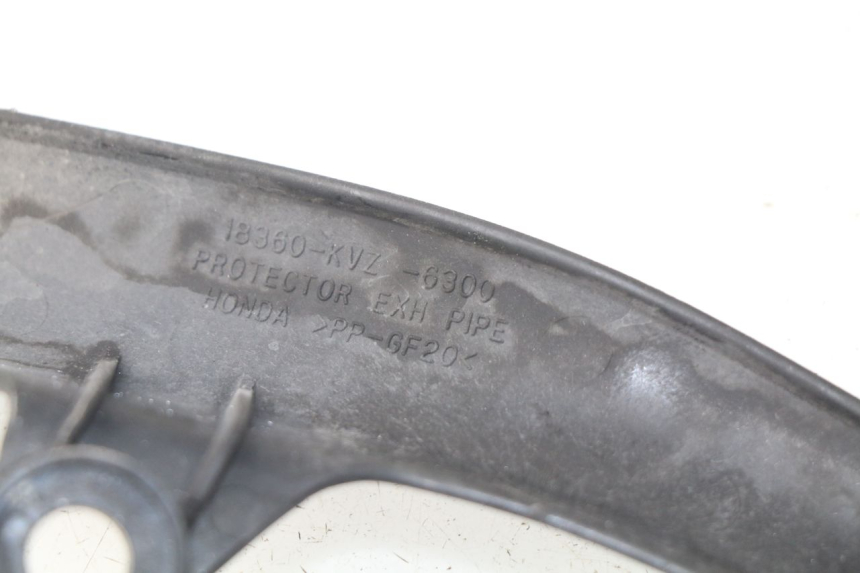 18360-KVZ -6300
PROTECTOR EXH PIPE
HONDA >PP-GF20<